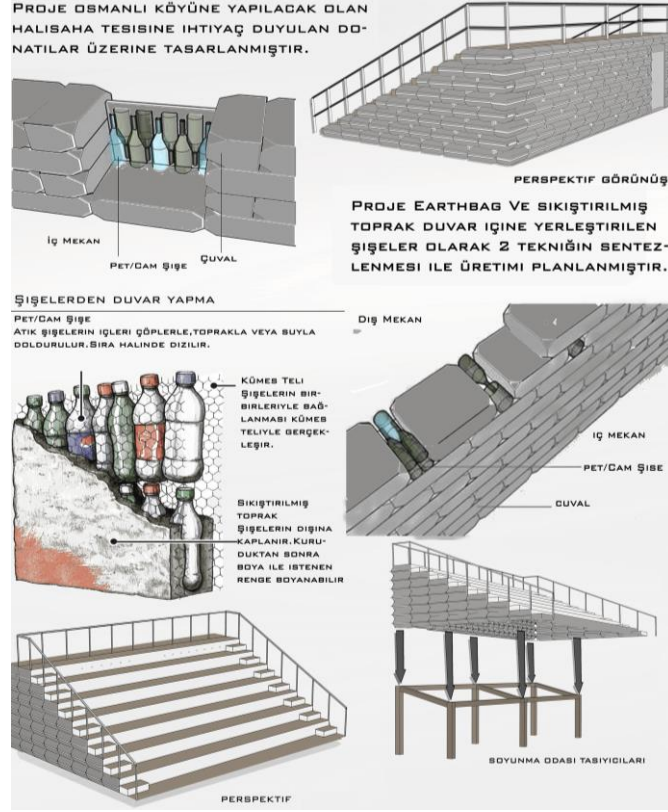 PROJE OSMANLI KÖYÜNE YAPILACAK OLAN
HALISAHA TESISINE IHTIYAÇ DUYULAN DO-
NATILAR ÜZERINE TASARLANMIŞTIR.
PERSPEKTIF GÖRÜNÜŞ
İÇ MEKAN
PET/CAM ŞIŞE
ÇUVAL
PROJE EARTHBAG VE SIKIŞTIRILMIŞ
TOPRAK DUVAR IÇINE YERLEŞTIRILEN
ŞIŞELER OLARAK 2 TEKNIĞIN SENTEZ-
LENMESI ILE ÜRETIMI PLANLANMIŞTIR.
ŞIŞELERDEN DUVAR YAPMA
PET/CAM ŞIŞE
ATIK ŞIŞELERIN IÇLERI ÇÖPLERLE,TOPRAKLA VEYA SUYLA
DOLDURULUR.SIRA HALINDE DIZILIR.
KÜMES TELI
ŞIŞELERIN BIR-
BIRLERIYLE BAĞ-
LANMASI KÜMES
TELIYLE GERÇEK-
LEŞIR.
SIKIŞTIRILMIŞ
TOPRAK
ŞIŞELERIN DIŞINA
KAPLANIR.KURU-
DUKTAN SONRA
BOYA ILE ISTENEN
RENGE BOYANABILIR
DIŞ MEKAN
IÇ MEKAN
PET/CAM ŞISE
CUVAL
PERSPEKTIF
SOYUNMA ODASI TAŞIYICILARI